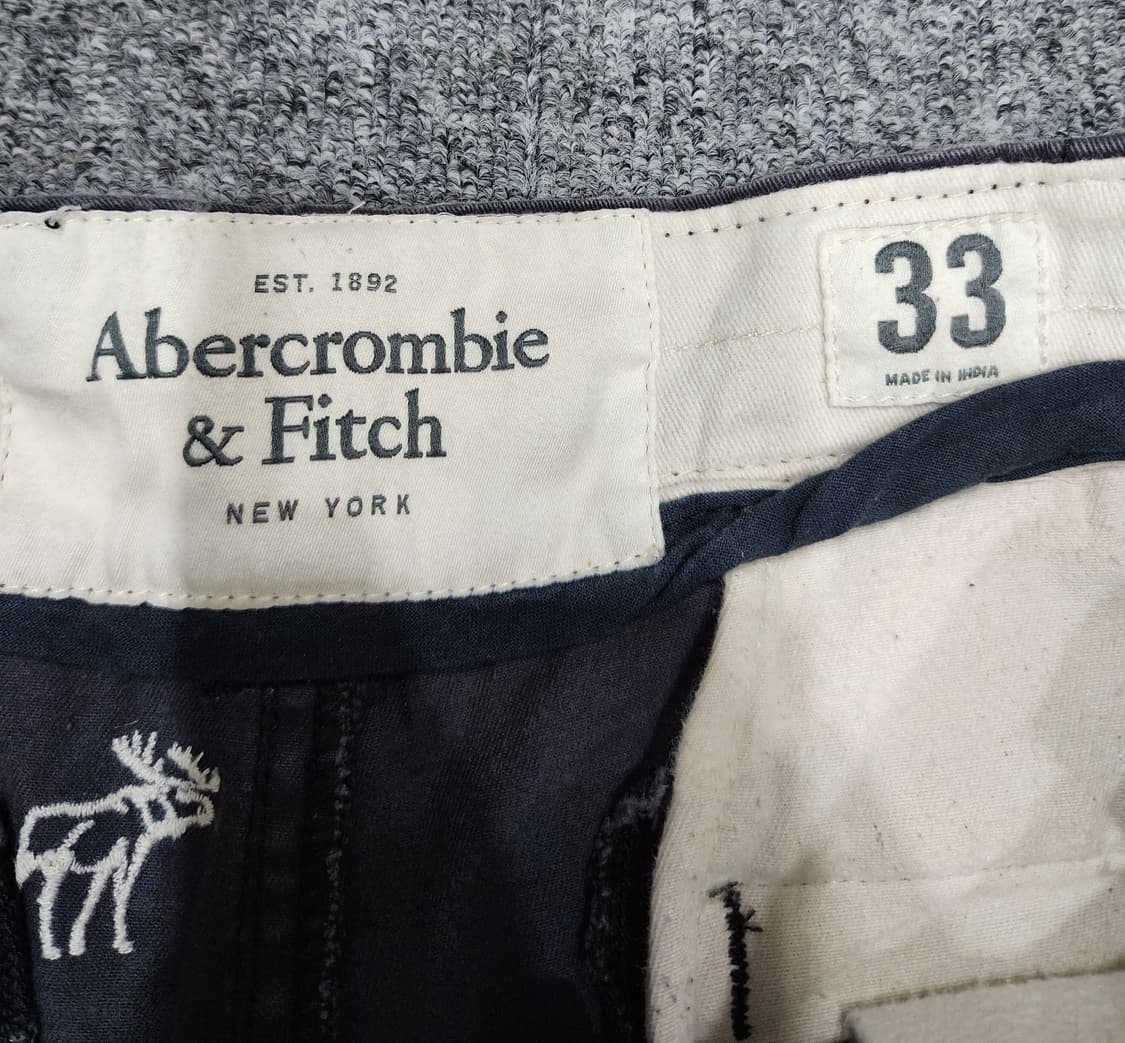 EST. 1892
Abercrombie
& Fitch
NEW YORK
33
MADE IN INDIA